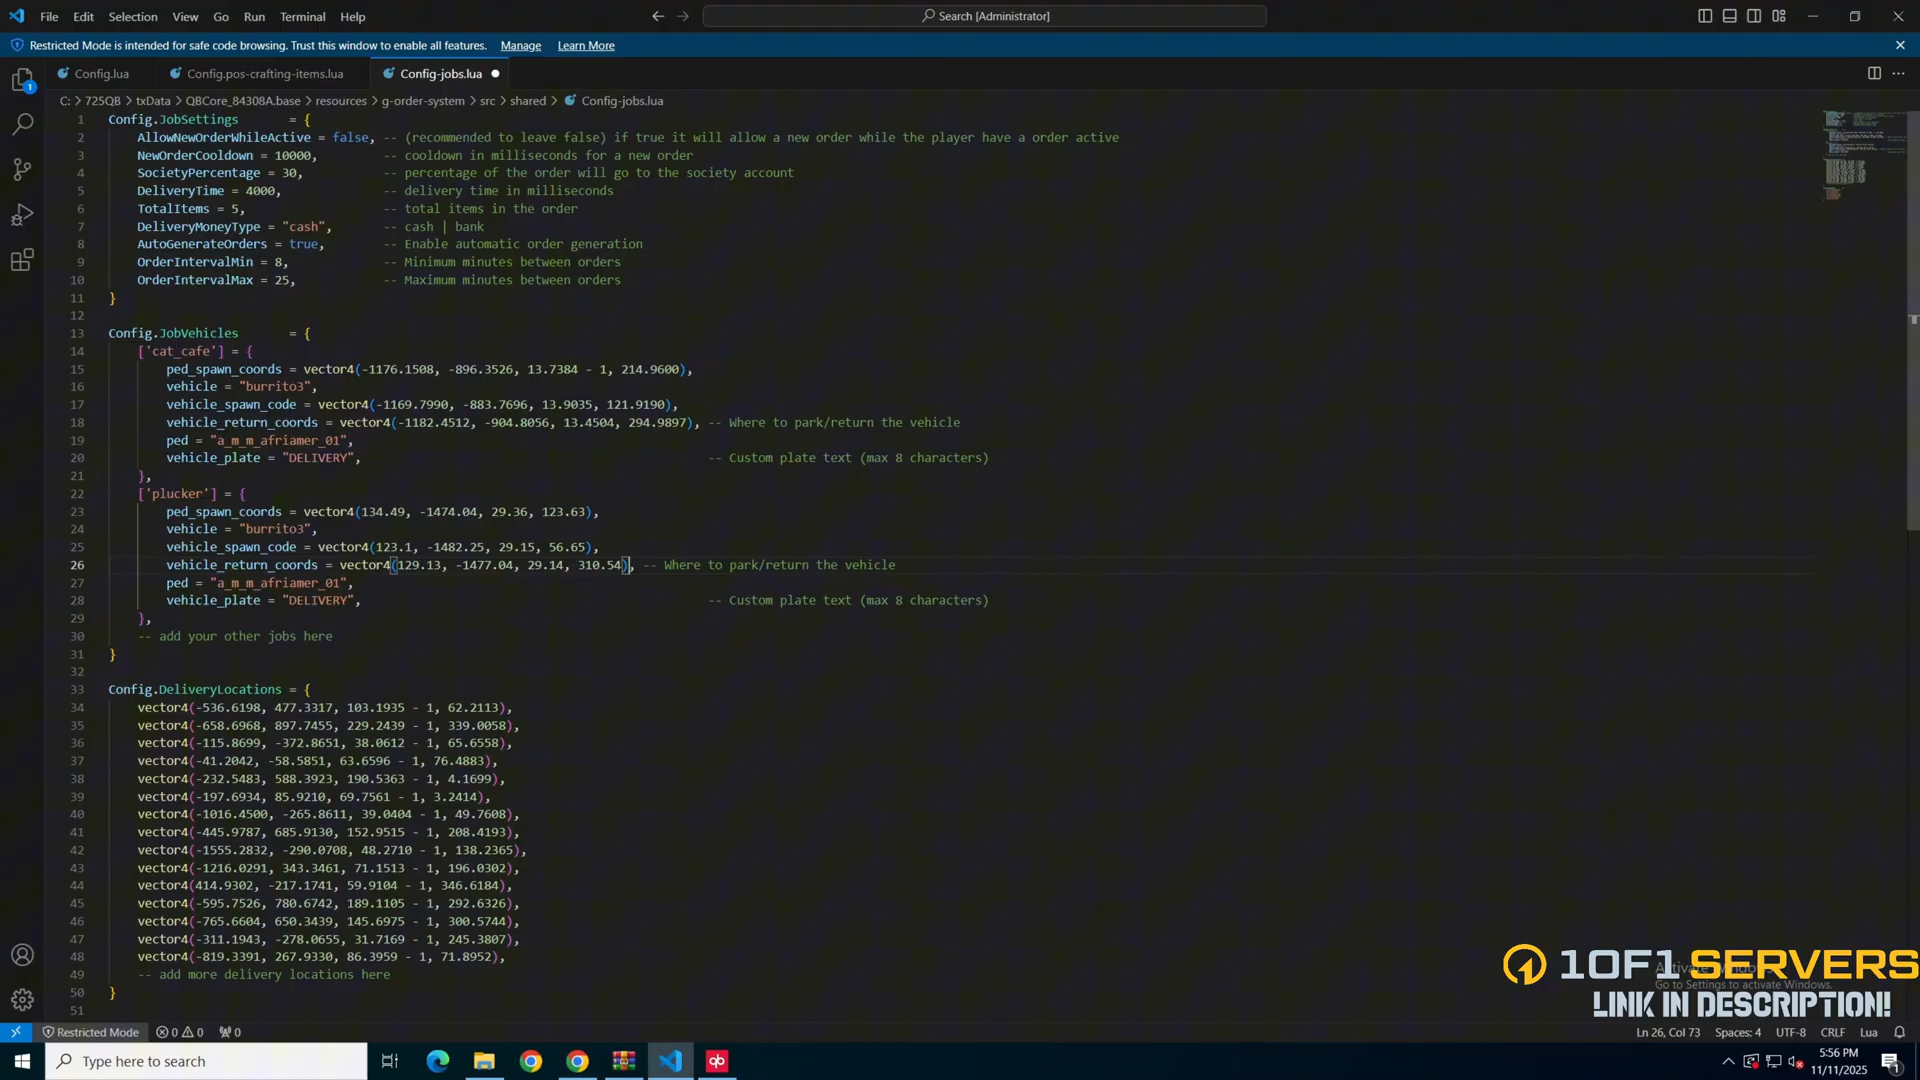 File Edit Selection View Go Run Terminal Help
Search [Administrator]
Restricted Mode is intended for safe code browsing. Trust this window to enable all features. Manage Learn More
Config.lua Config.pos-crafting-items.lua Config-jobs.lua
C: > 725QB > txData > QBCore_84308A.base > resources > g-order-system > src > shared > Config-jobs.lua
1 Config.JobSettings = {
2 AllowNewOrderWhileActive = false, -- (recommended to leave false) if true it will allow a new order while the player have a order active
3 NewOrderCooldown = 10000, -- cooldown in milliseconds for a new order
4 SocietyPercentage = 30, -- percentage of the order will go to the society account
5 DeliveryTime = 4000, -- delivery time in milliseconds
6 TotalItems = 5, -- total items in the order
7 DeliveryMoneyType = "cash", -- cash | bank
8 AutoGenerateOrders = true, -- Enable automatic order generation
9 OrderIntervalMin = 8, -- Minimum minutes between orders
10 OrderIntervalMax = 25, -- Maximum minutes between orders
11 }
12
13 Config.JobVehicles = {
14 ['cat_cafe'] = {
15 ped_spawn_coords = vector4(-1176.1508, -896.3526, 13.7384 - 1, 214.9600),
16 vehicle = "burrito3",
17 vehicle_spawn_code = vector4(-1169.7990, -883.7696, 13.9035, 121.9190),
18 vehicle_return_coords = vector4(-1182.4512, -904.8056, 13.4504, 294.9897), -- Where to park/return the vehicle
19 ped = "a_m_m_afriamer_01",
20 vehicle_plate = "DELIVERY", -- Custom plate text (max 8 characters)
21 },
22 ['plucker'] = {
23 ped_spawn_coords = vector4(134.49, -1474.04, 29.36, 123.63),
24 vehicle = "burrito3",
25 vehicle_spawn_code = vector4(123.1, -1482.25, 29.15, 56.65),
26 vehicle_return_coords = vector4(129.13, -1477.04, 29.14, 310.54), -- Where to park/return the vehicle
27 ped = "a_m_m_afriamer_01",
28 vehicle_plate = "DELIVERY", -- Custom plate text (max 8 characters)
29 },
30 -- add your other jobs here
31 }
32
33 Config.DeliveryLocations = {
34 vector4(-536.6198, 477.3317, 103.1935 - 1, 62.2113),
35 vector4(-658.6968, 897.7455, 229.2439 - 1, 339.0058),
36 vector4(-115.8699, -372.8651, 38.0612 - 1, 65.6558),
37 vector4(-41.2042, -58.5851, 63.6596 - 1, 76.4883),
38 vector4(-232.5483, 588.3923, 190.5363 - 1, 4.1699),
39 vector4(-197.6934, 85.9210, 69.7561 - 1, 3.2414),
40 vector4(-1016.4500, -265.8611, 39.0404 - 1, 49.7608),
41 vector4(-445.9787, 685.9130, 152.9515 - 1, 208.4193),
42 vector4(-1555.2832, -290.0708, 48.2710 - 1, 138.2365),
43 vector4(-1216.0291, 343.3461, 71.1513 - 1, 196.0302),
44 vector4(414.9302, -217.1741, 59.9104 - 1, 346.6184),
45 vector4(-595.7526, 780.6742, 189.1105 - 1, 292.6326),
46 vector4(-765.6604, 650.3439, 145.6975 - 1, 300.5744),
47 vector4(-311.1943, -278.0655, 31.7169 - 1, 245.3807),
48 vector4(-819.3391, 267.9330, 86.3959 - 1, 71.8952),
49 -- add more delivery locations here
50 }
51
1OF1 SERVERS
Activate Windows
Go to Settings to activate Windows.
LINK IN DESCRIPTION!
Restricted Mode 0 0 0
Ln 26, Col 73 Spaces: 4 UTF-8 CRLF Lua
Type here to search
5:56 PM
11/11/2025